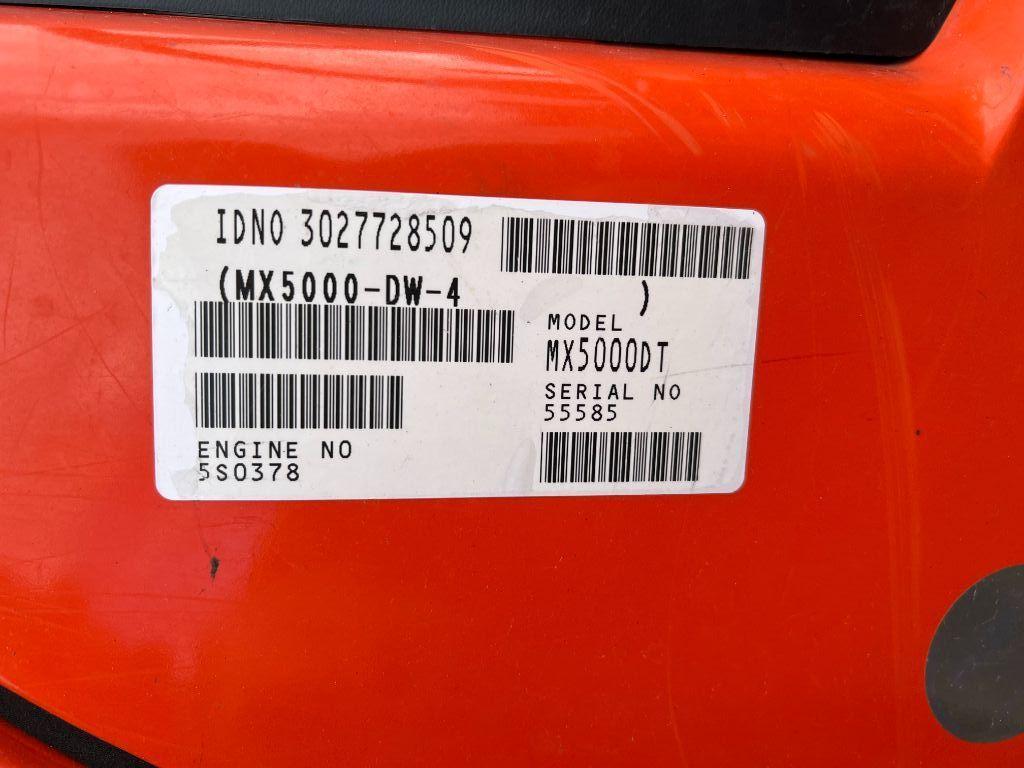 IDNO 3027728509
(MX5000-DW-4 )
MODEL
MX5000DT
SERIAL NO
55585
ENGINE NO
5S0378